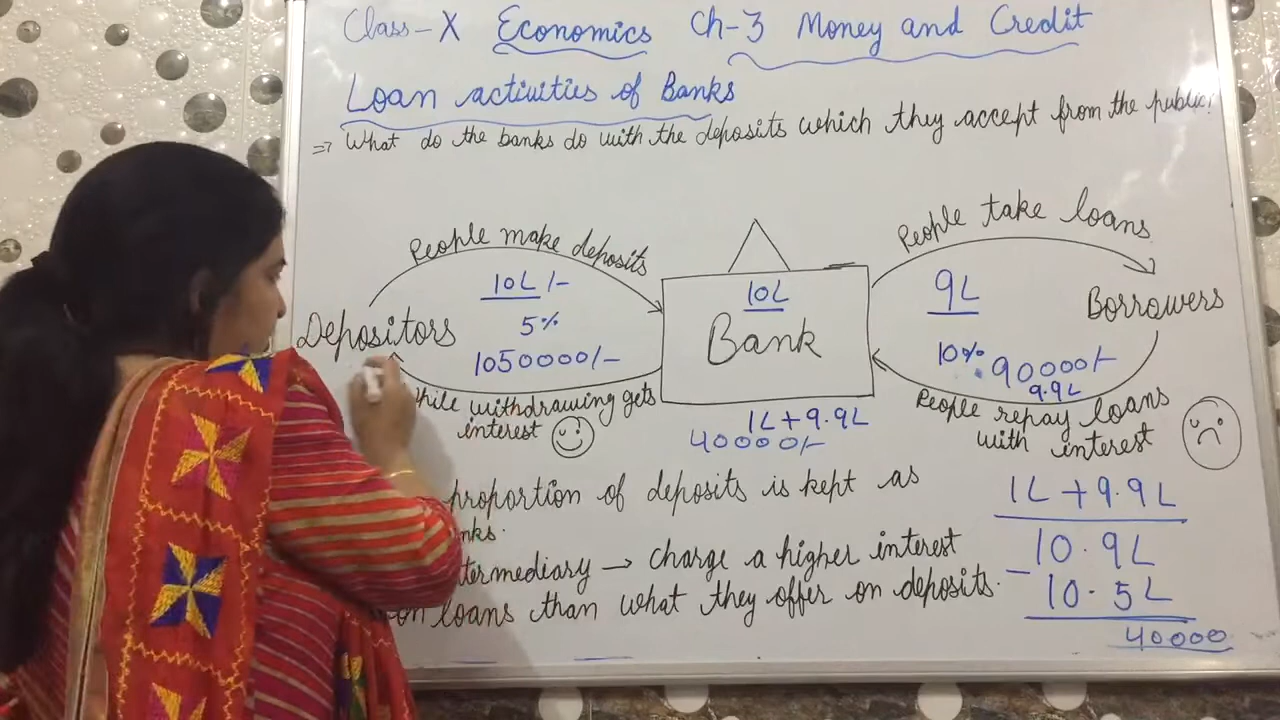 Class-X Economics Ch-3 Money and Credit
Loan activities of Banks
=> What do the banks do with the deposits which they accept from the public?
People make deposits
10L/-
5%
1050000/-
Depositors
while withdrawing gets
interest
10L
Bank
1L+9.9L
40000/-
People take loans
9L
Borrowers
10%
90000/-
9.9L
People repay loans
with interest
proportion of deposits is kept as
termediary → charge a higher interest
on loans than what they offer on deposits.
1L+9.9L
10.9L
- 10.5L
40000